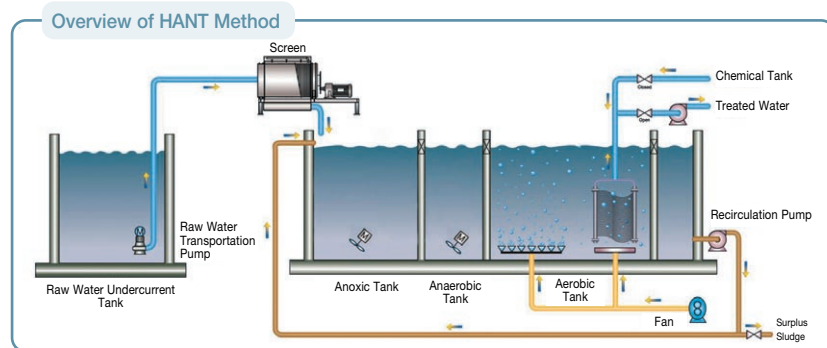 Overview of HANT Method
Screen
Chemical Tank
Closed
Treated Water
Open
Raw Water
Transportation
Pump
Recirculation Pump
M
M
Raw Water Undercurrent
Tank
Anoxic Tank
Anaerobic
Tank
Aerobic
Tank
Fan
Surplus
Sludge